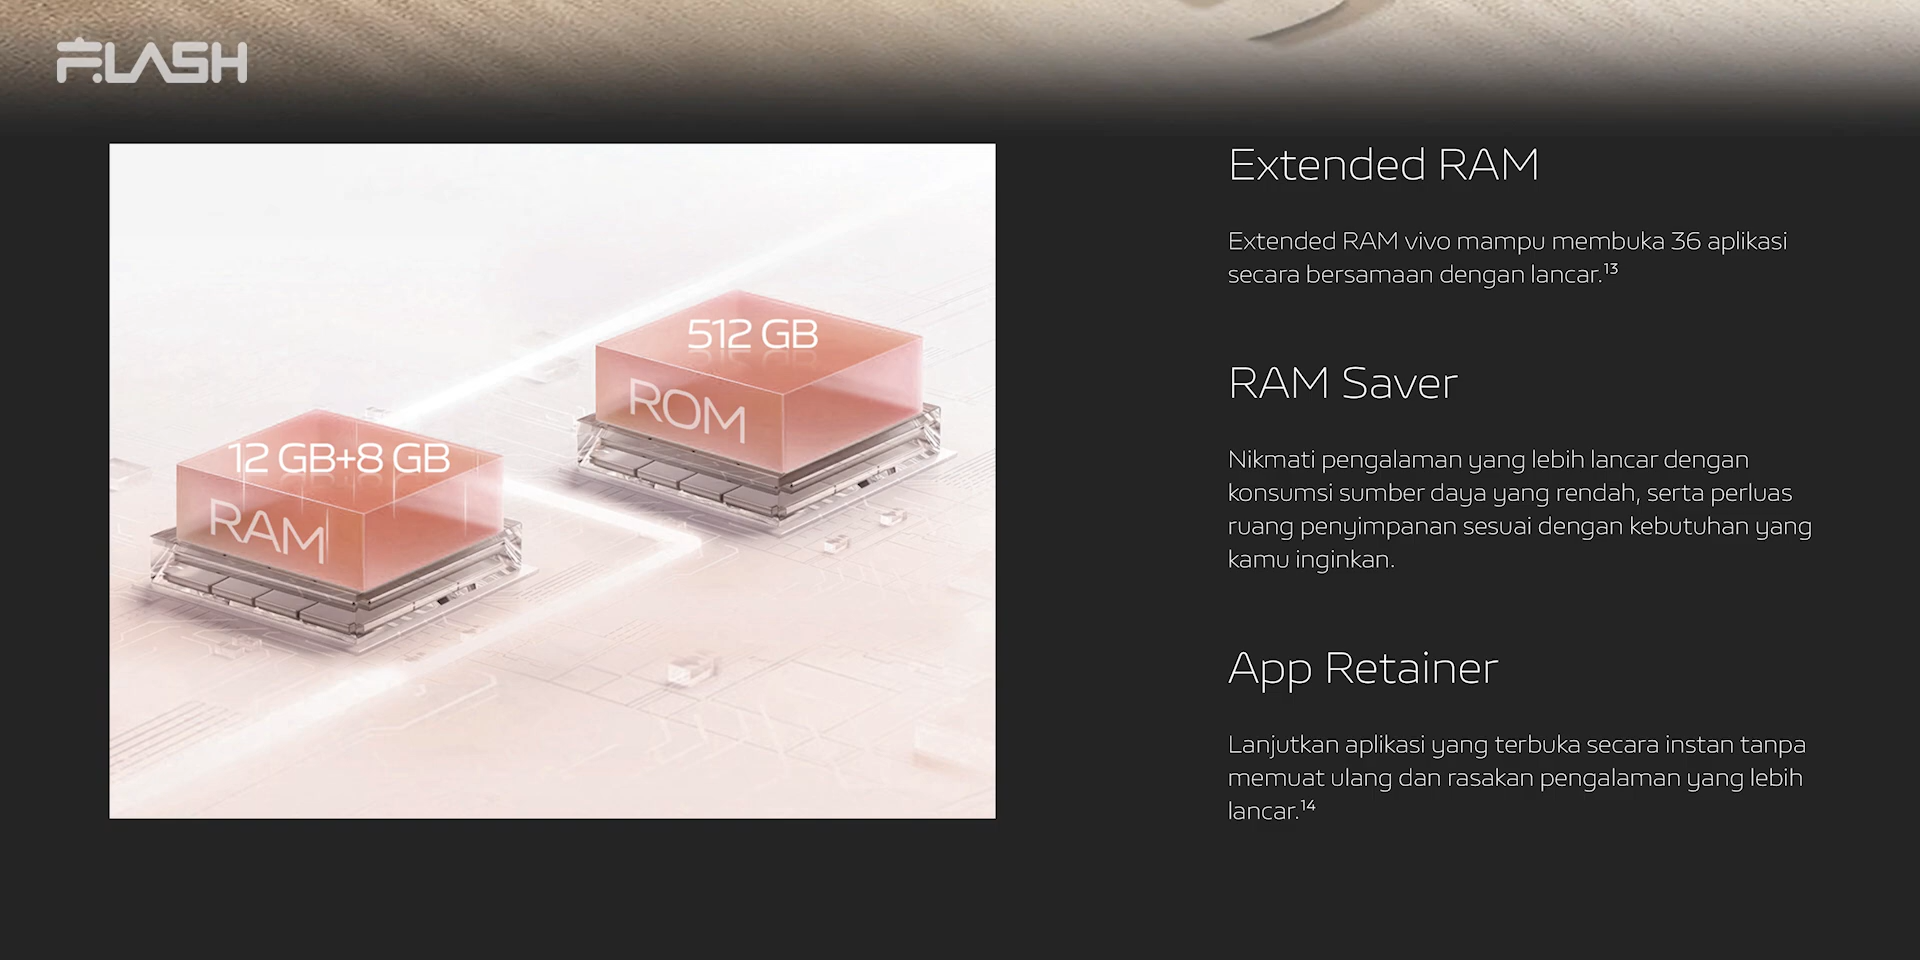 FLASH
512 GB
ROM
12 GB+8 GB
RAM
Extended RAM
Extended RAM vivo mampu membuka 36 aplikasi
secara bersamaan dengan lancar.¹³
RAM Saver
Nikmati pengalaman yang lebih lancar dengan
konsumsi sumber daya yang rendah, serta perluas
ruang penyimpanan sesuai dengan kebutuhan yang
kamu inginkan.
App Retainer
Lanjutkan aplikasi yang terbuka secara instan tanpa
memuat ulang dan rasakan pengalaman yang lebih
lancar.¹⁴